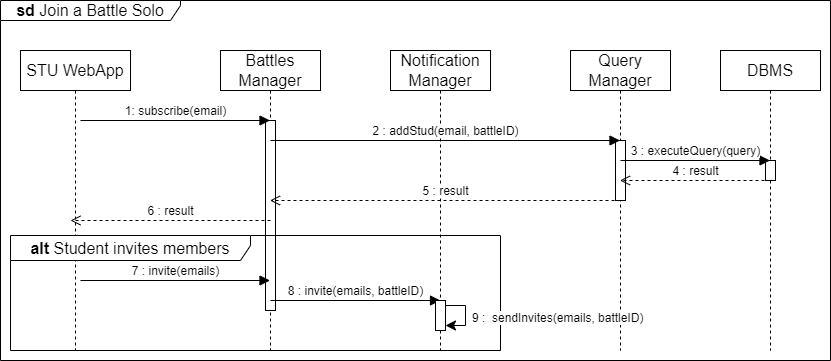 sd Join a Battle Solo
STU WebApp
Battles
Manager
Notification
Manager
Query
Manager
DBMS
1: subscribe(email)
2 : addStud(email, battleID)
3 : executeQuery(query)
4 : result
5 : result
6 : result
alt Student invites members
7 : invite(emails)
8 : invite(emails, battleID)
9 : sendInvites(emails, battleID)